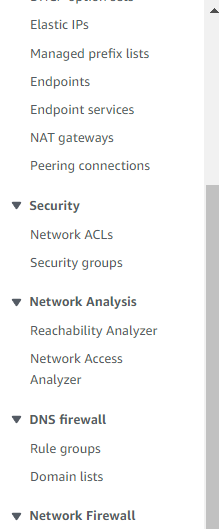 Elastic IPs
Managed prefix lists
Endpoints
Endpoint services
NAT gateways
Peering connections
Security
Network ACLs
Security groups
Network Analysis
Reachability Analyzer
Network Access
Analyzer
DNS firewall
Rule groups
Domain lists
Network Firewall